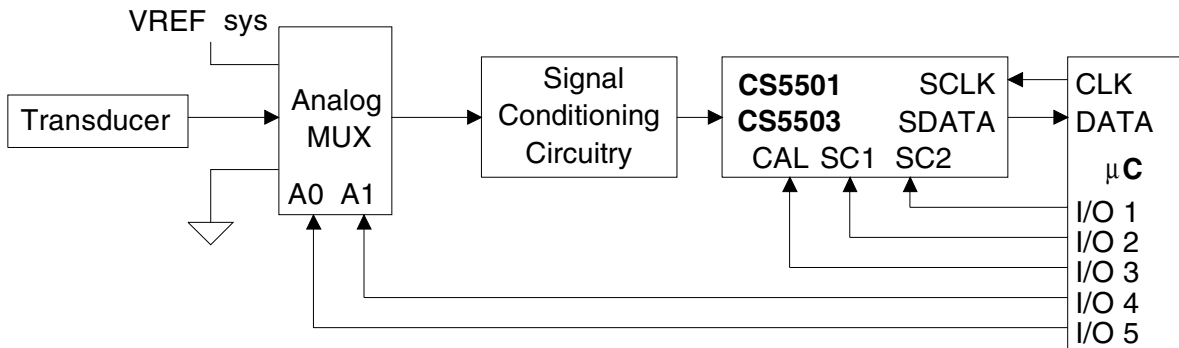 VREF sys
Transducer
Analog
MUX
A0 A1
Signal
Conditioning
Circuitry
CS5501 SCLK
CS5503 SDATA
CAL SC1 SC2
CLK
DATA
µC
I/O 1
I/O 2
I/O 3
I/O 4
I/O 5